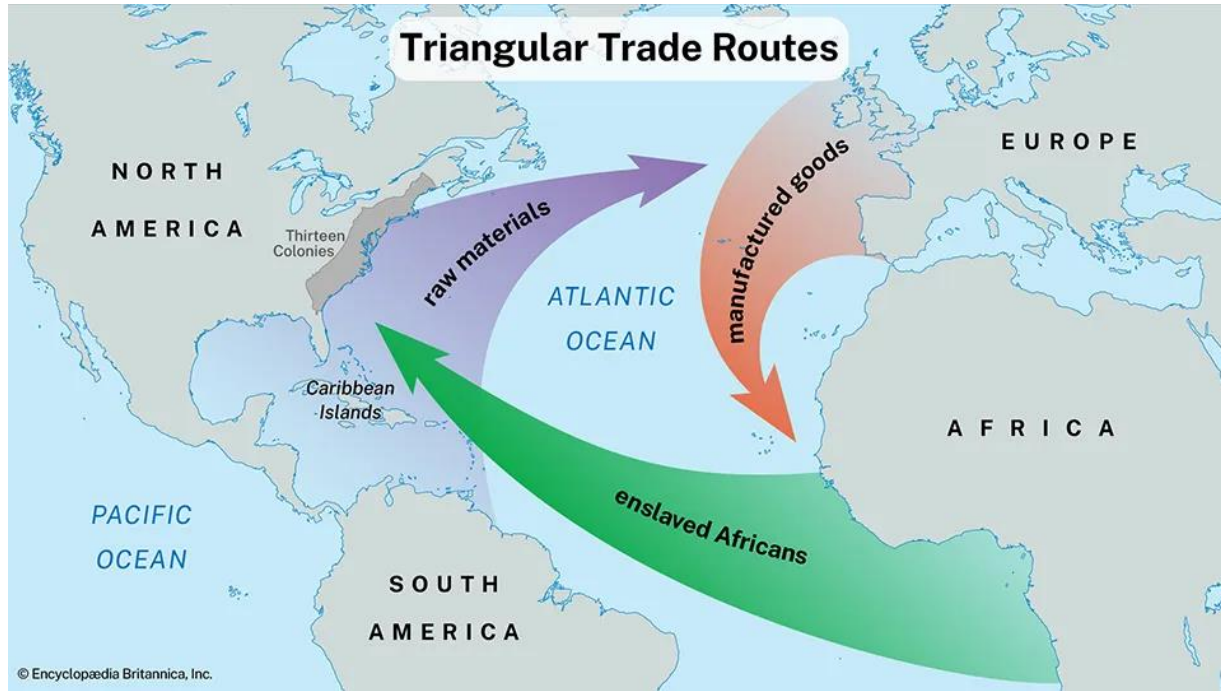 Triangular Trade Routes
NORTH
AMERICA
EUROPE
Thirteen
Colonies
raw materials
manufactured goods
ATLANTIC
OCEAN
Caribbean
Islands
AFRICA
enslaved Africans
PACIFIC
OCEAN
SOUTH
AMERICA
© Encyclopædia Britannica, Inc.